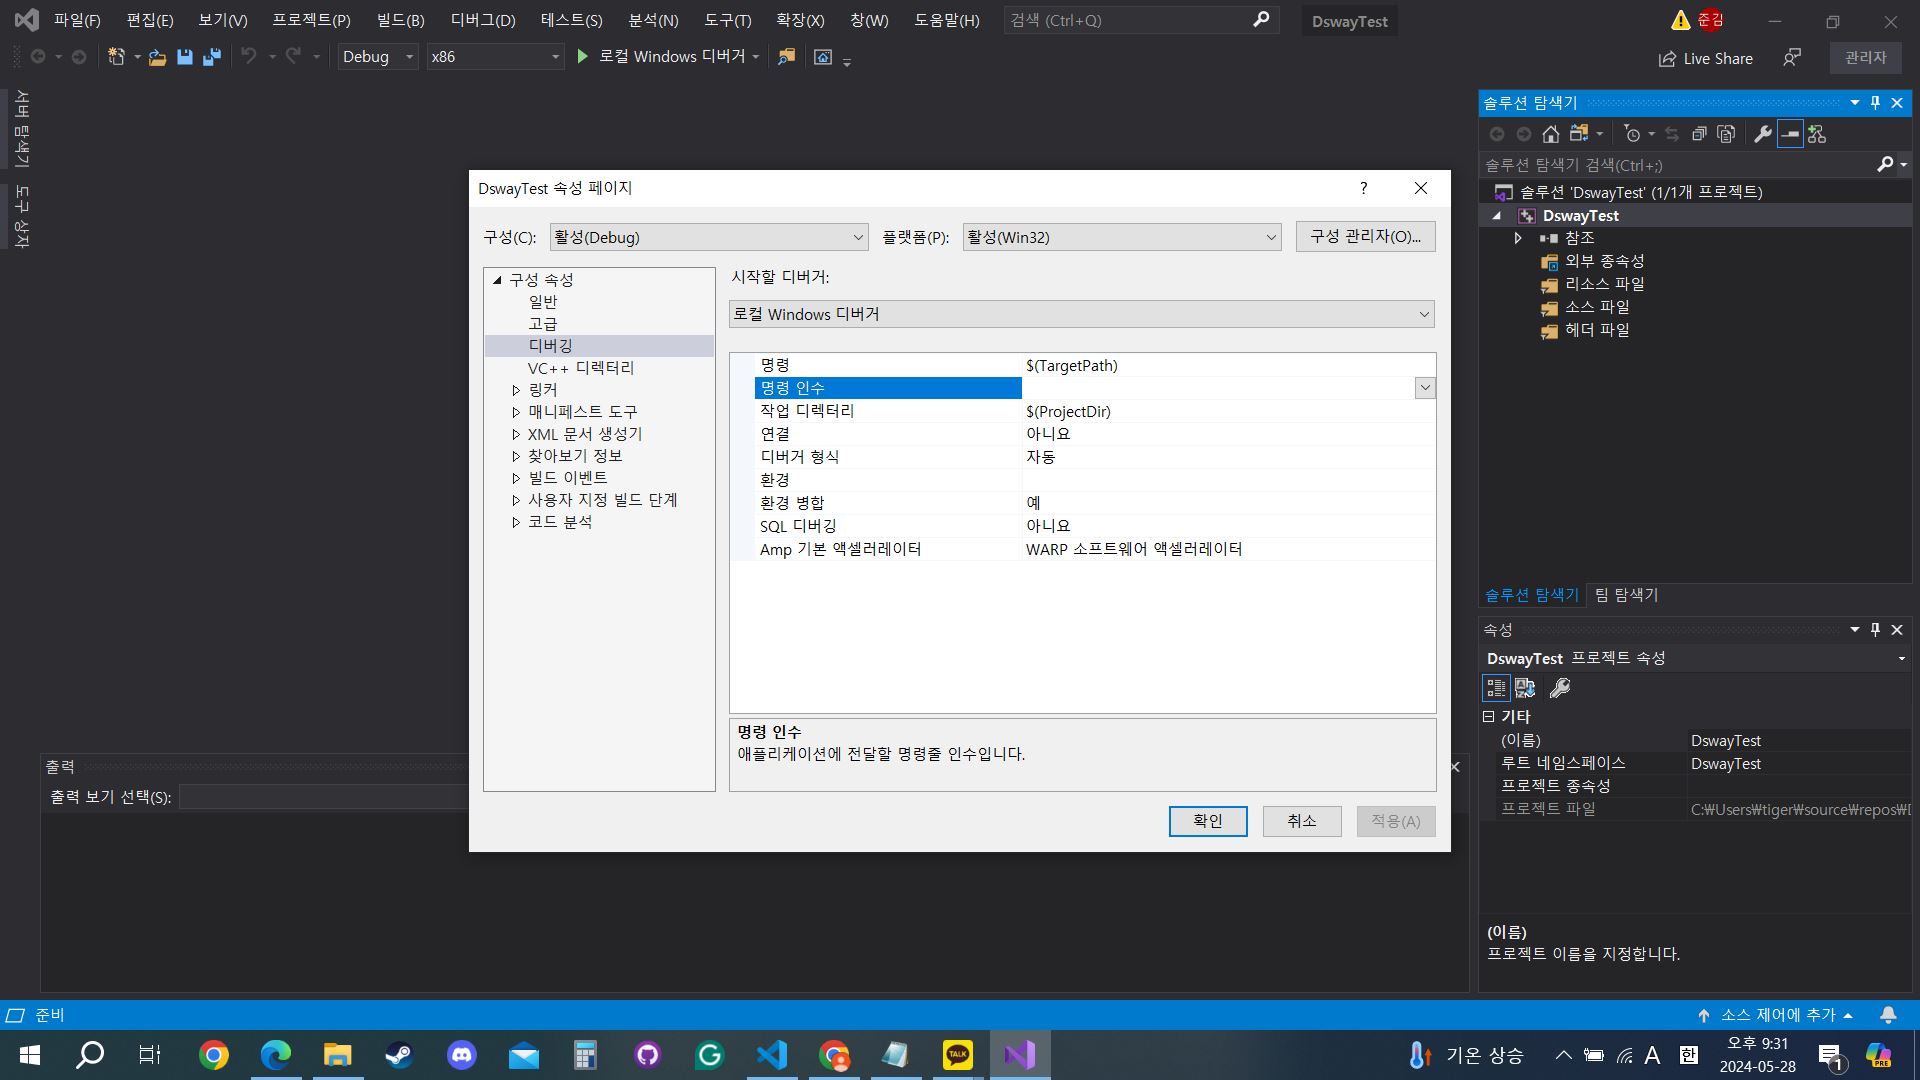 파일(F) 편집(E) 보기(V) 프로젝트(P) 빌드(B) 디버그(D) 테스트(S) 분석(N) 도구(T) 확장(X) 창(W) 도움말(H) 검색 (Ctrl+Q) DswayTest 준김
Debug x86 로컬 Windows 디버거 Live Share 관리자
서버 탐색기
도구 상자
솔루션 탐색기
솔루션 탐색기 검색(Ctrl+;)
솔루션 'DswayTest' (1/1개 프로젝트)
DswayTest
참조
외부 종속성
리소스 파일
소스 파일
헤더 파일
솔루션 탐색기 팀 탐색기
DswayTest 속성 페이지 ?
구성(C): 활성(Debug) 플랫폼(P): 활성(Win32) 구성 관리자(O)...
구성 속성
일반
고급
디버깅
VC++ 디렉터리
링커
매니페스트 도구
XML 문서 생성기
찾아보기 정보
빌드 이벤트
사용자 지정 빌드 단계
코드 분석
시작할 디버거:
로컬 Windows 디버거
명령 $(TargetPath)
명령 인수
작업 디렉터리 $(ProjectDir)
연결 아니요
디버거 형식 자동
환경
환경 병합 예
SQL 디버깅 아니요
Amp 기본 액셀러레이터 WARP 소프트웨어 액셀러레이터
명령 인수
애플리케이션에 전달할 명령줄 인수입니다.
확인 취소 적용(A)
속성
DswayTest 프로젝트 속성
기타
(이름) DswayTest
루트 네임스페이스 DswayTest
프로젝트 종속성
프로젝트 파일 C:₩Users₩tiger₩source₩repos₩D
(이름)
프로젝트 이름을 지정합니다.
출력
출력 보기 선택(S):
준비 소스 제어에 추가
TALK 기온 상승 A 한 오후 9:31
2024-05-28 1 PRE